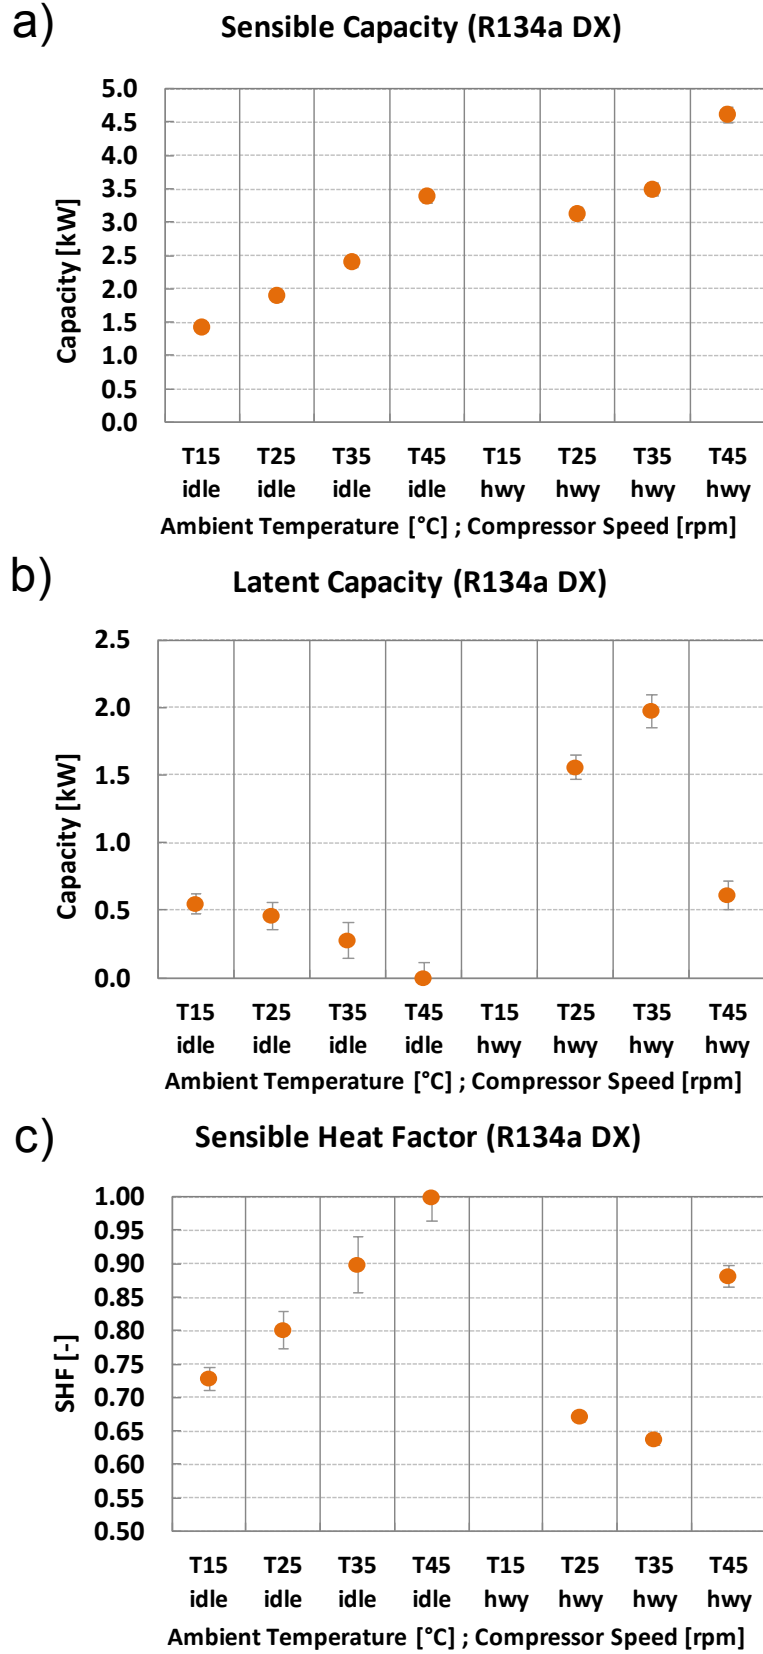 a)
Sensible Capacity (R134a DX)
Capacity [kW]
5.0
4.5
4.0
3.5
3.0
2.5
2.0
1.5
1.0
0.5
0.0
T15 T25 T35 T45 T15 T25 T35 T45
idle idle idle idle hwy hwy hwy hwy
Ambient Temperature [°C] ; Compressor Speed [rpm]
b)
Latent Capacity (R134a DX)
Capacity [kW]
2.5
2.0
1.5
1.0
0.5
0.0
T15 T25 T35 T45 T15 T25 T35 T45
idle idle idle idle hwy hwy hwy hwy
Ambient Temperature [°C] ; Compressor Speed [rpm]
c)
Sensible Heat Factor (R134a DX)
SHF [-]
1.00
0.95
0.90
0.85
0.80
0.75
0.70
0.65
0.60
0.55
0.50
T15 T25 T35 T45 T15 T25 T35 T45
idle idle idle idle hwy hwy hwy hwy
Ambient Temperature [°C] ; Compressor Speed [rpm]